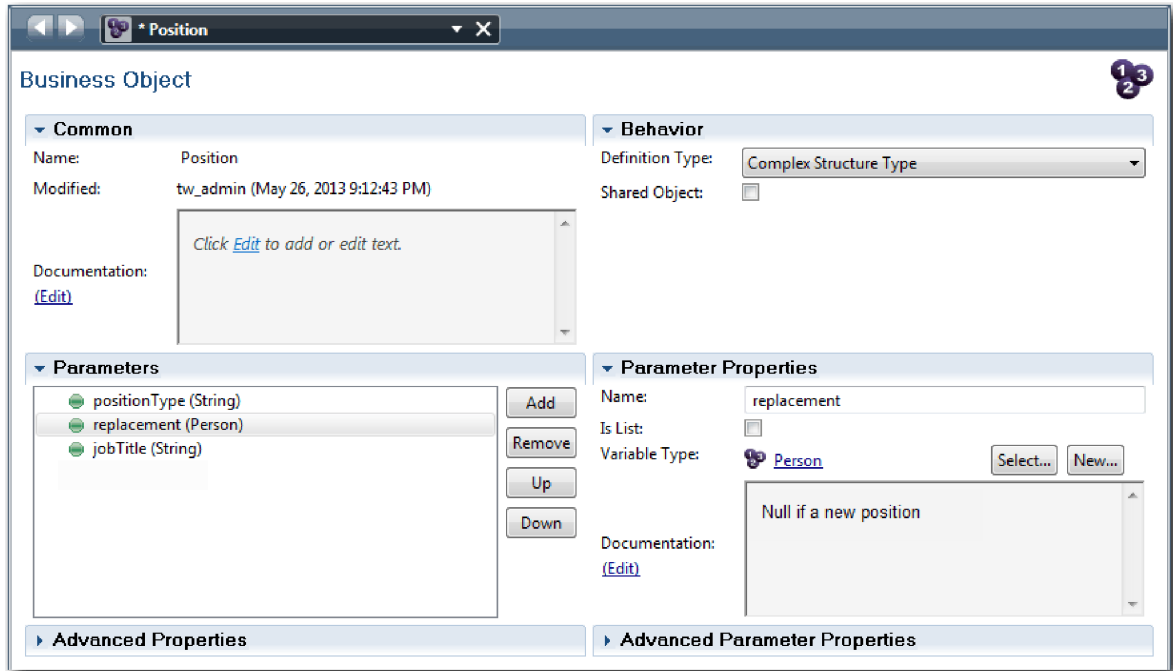 * Position
Business Object
1 3
2
Common
Name: Position
Modified: tw_admin (May 26, 2013 9:12:43 PM)
Click Edit to add or edit text.
Documentation:
(Edit)
Behavior
Definition Type: Complex Structure Type
Shared Object:
Parameters
positionType (String)
replacement (Person)
jobTitle (String)
Add
Remove
Up
Down
Parameter Properties
Name: replacement
Is List:
Variable Type: Person Select... New...
Null if a new position
Documentation:
(Edit)
Advanced Properties
Advanced Parameter Properties